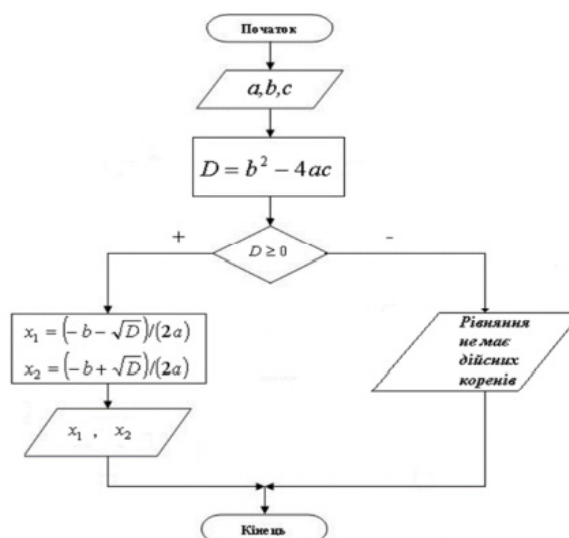 Початок
a,b,c
D = b² − 4ac
+
D ≥ 0
-
x₁ = (−b − √D)/(2a)
x₂ = (−b + √D)/(2a)
Рівняння
не має
дійсних
коренів
x₁ , x₂
Кінець